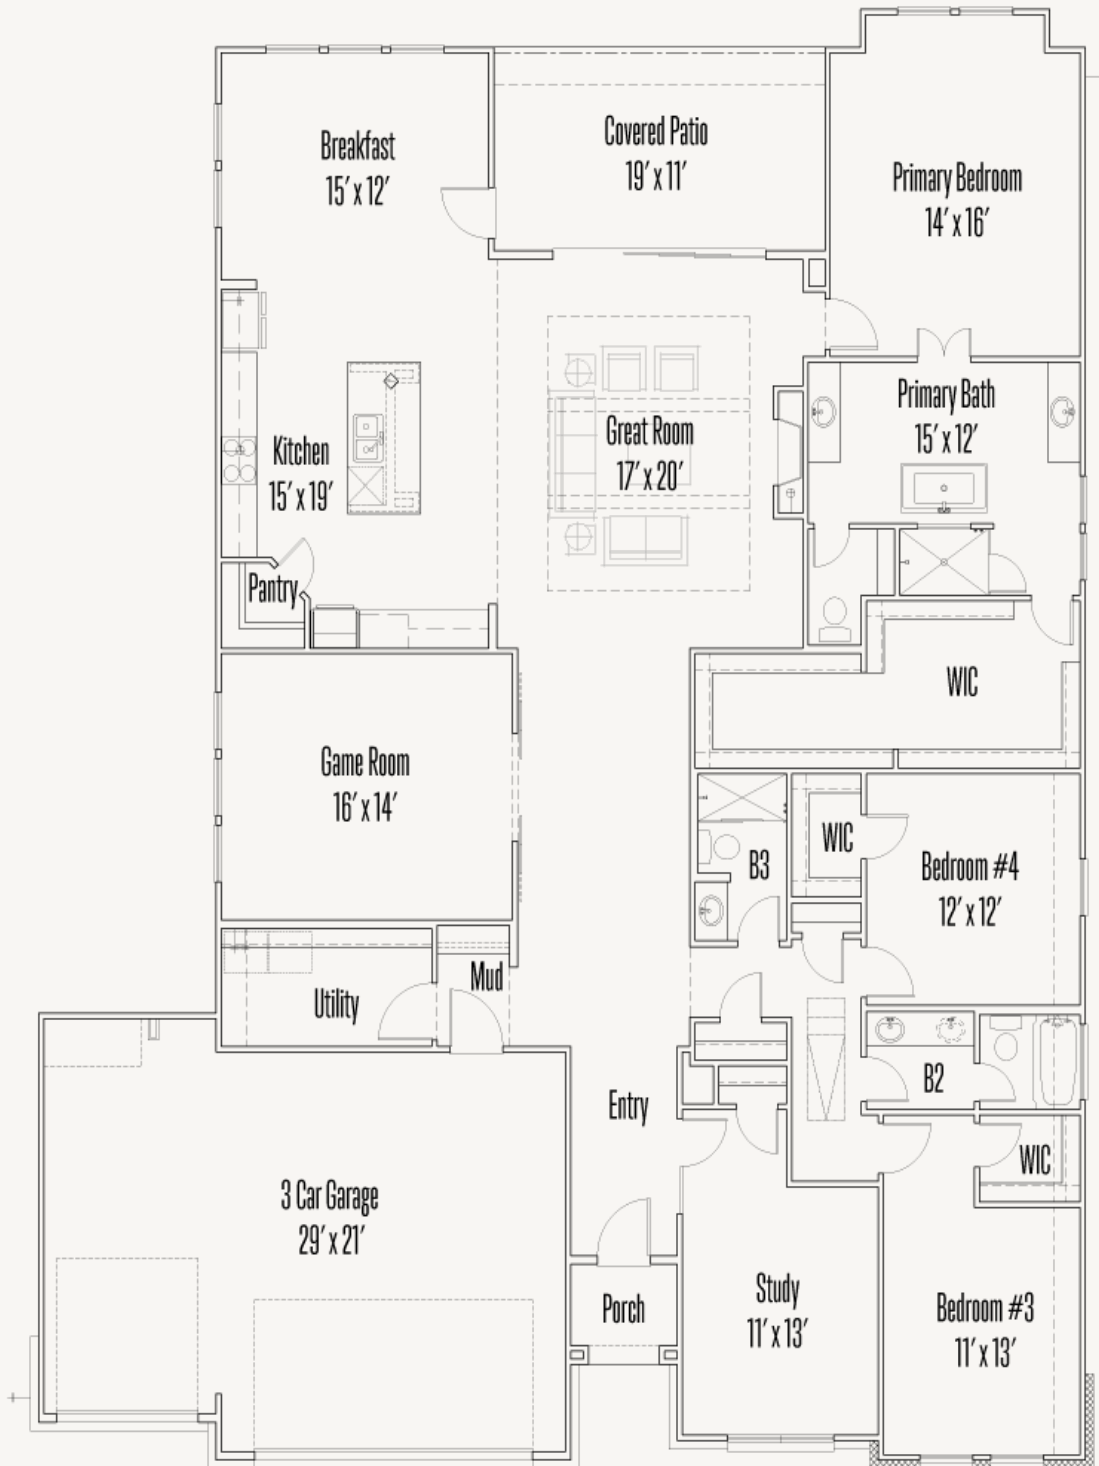 Breakfast
15' x 12'
Covered Patio
19' x 11'
Primary Bedroom
14' x 16'
Primary Bath
15' x 12'
Great Room
17' x 20'
Kitchen
15' x 19'
Pantry
WIC
Game Room
16' x 14'
WIC
B3
Bedroom #4
12' x 12'
Mud
Utility
B2
Entry
WIC
3 Car Garage
29' x 21'
Study
11' x 13'
Porch
Bedroom #3
11' x 13'